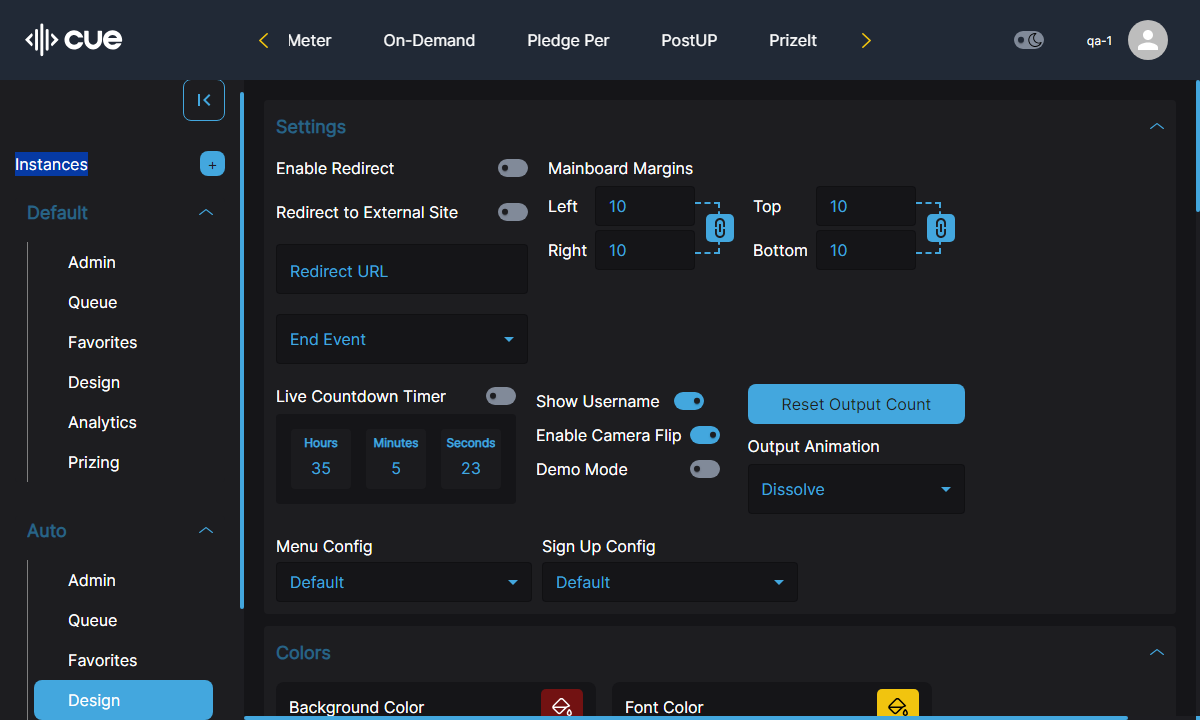 cue
Meter On-Demand Pledge Per PostUP PrizeIt
qa-1
Instances
+
Default
Admin
Queue
Favorites
Design
Analytics
Prizing
Auto
Admin
Queue
Favorites
Design
Settings
Enable Redirect
Redirect to External Site
Redirect URL
End Event
Mainboard Margins
Left 10
Right 10
Top 10
Bottom 10
Live Countdown Timer
Hours Minutes Seconds
35 5 23
Show Username
Enable Camera Flip
Demo Mode
Reset Output Count
Output Animation
Dissolve
Menu Config
Default
Sign Up Config
Default
Colors
Background Color
Font Color